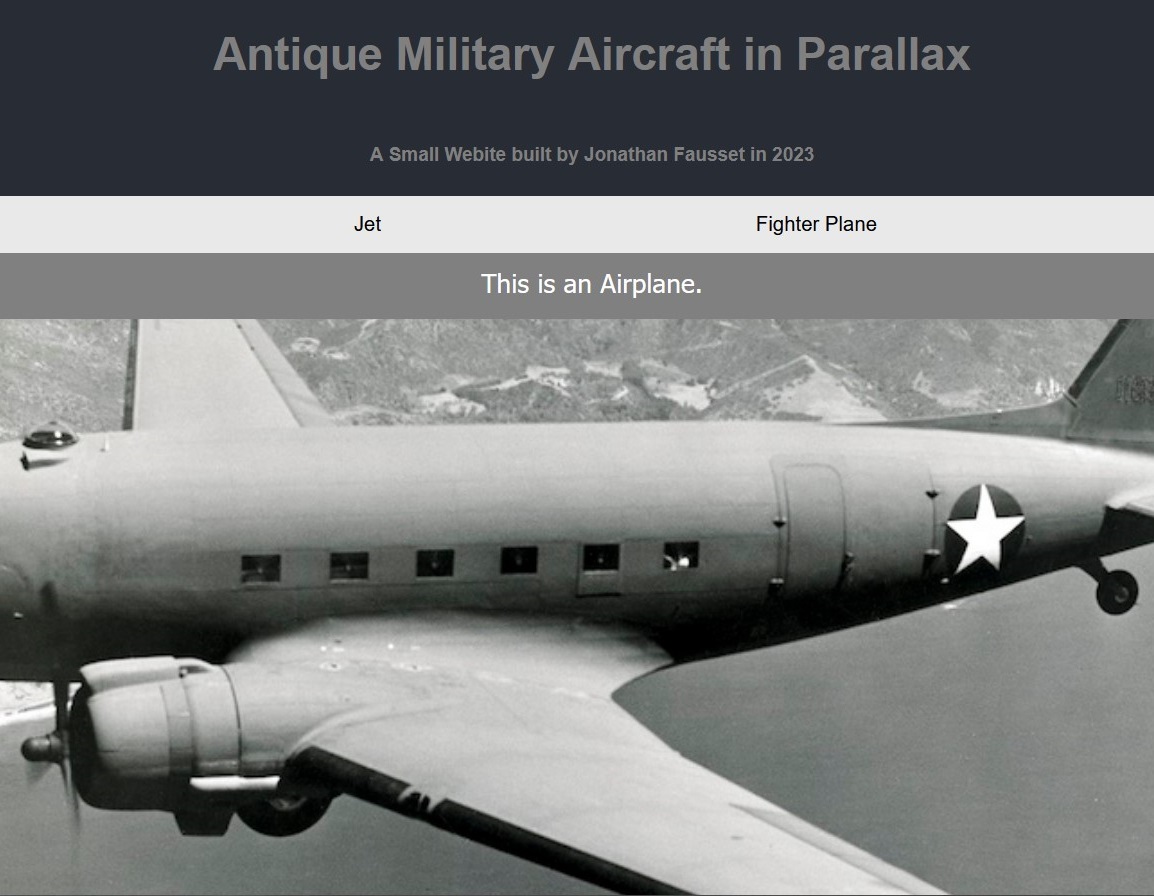 Antique Military Aircraft in Parallax
A Small Webite built by Jonathan Fausset in 2023
Jet
Fighter Plane
This is an Airplane.